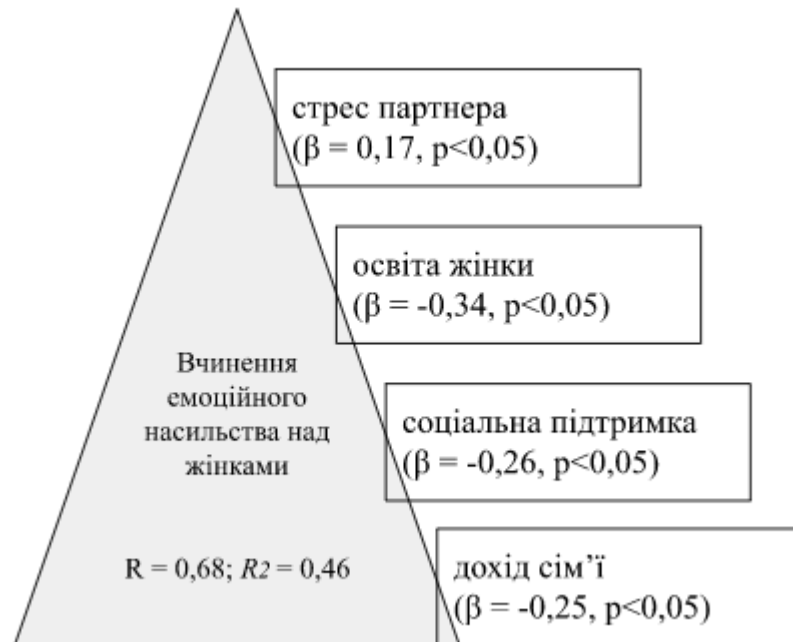 стрес партнера
(β = 0,17, p<0,05)
освіта жінки
(β = -0,34, p<0,05)
Вчинення
емоційного
насильства над
жінками
соціальна підтримка
(β = -0,26, p<0,05)
R = 0,68; R2 = 0,46
дохід сім’ї
(β = -0,25, p<0,05)